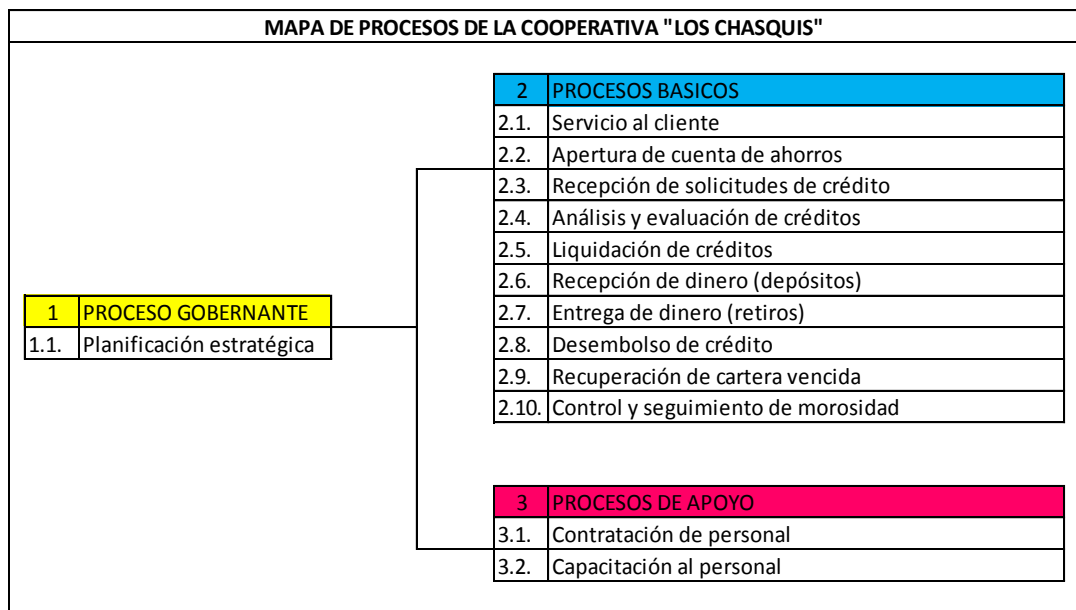 MAPA DE PROCESOS DE LA COOPERATIVA "LOS CHASQUIS"
1 PROCESO GOBERNANTE
1.1. Planificación estratégica
2 PROCESOS BASICOS
2.1. Servicio al cliente
2.2. Apertura de cuenta de ahorros
2.3. Recepción de solicitudes de crédito
2.4. Análisis y evaluación de créditos
2.5. Liquidación de créditos
2.6. Recepción de dinero (depósitos)
2.7. Entrega de dinero (retiros)
2.8. Desembolso de crédito
2.9. Recuperación de cartera vencida
2.10. Control y seguimiento de morosidad
3 PROCESOS DE APOYO
3.1. Contratación de personal
3.2. Capacitación al personal